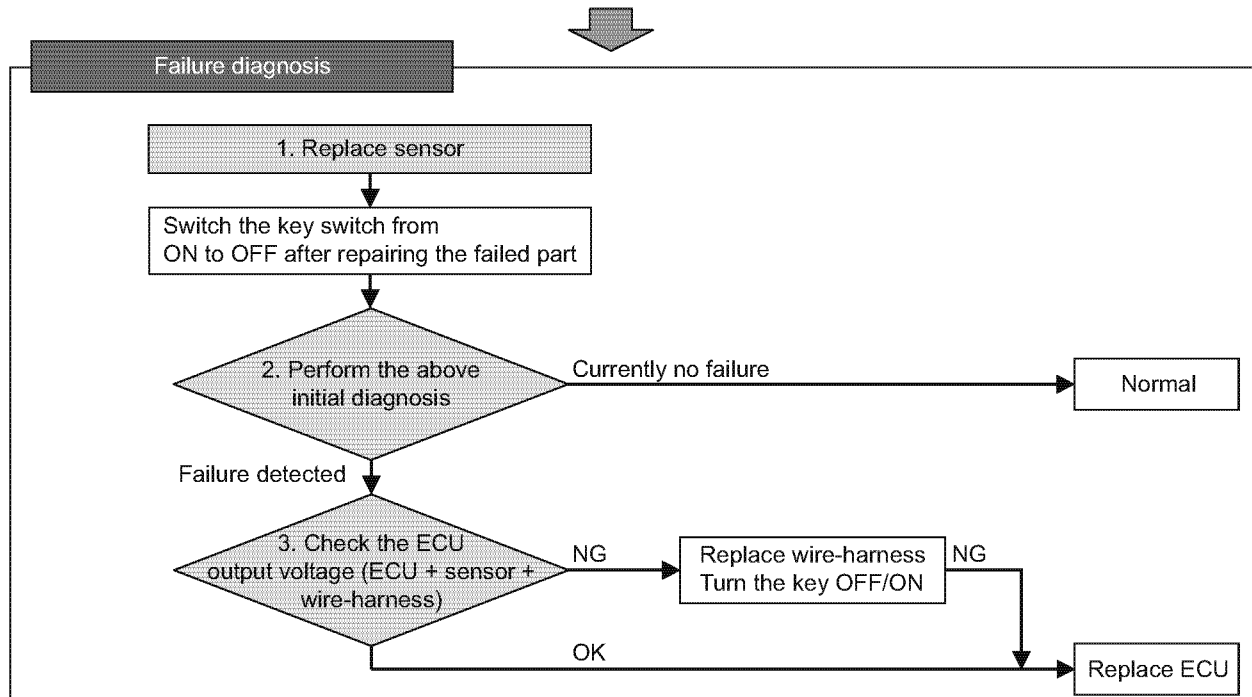 Failure diagnosis
1. Replace sensor
Switch the key switch from
ON to OFF after repairing the failed part
2. Perform the above
initial diagnosis
Currently no failure
Normal
Failure detected
3. Check the ECU
output voltage (ECU + sensor +
wire-harness)
NG
Replace wire-harness
Turn the key OFF/ON
NG
OK
Replace ECU